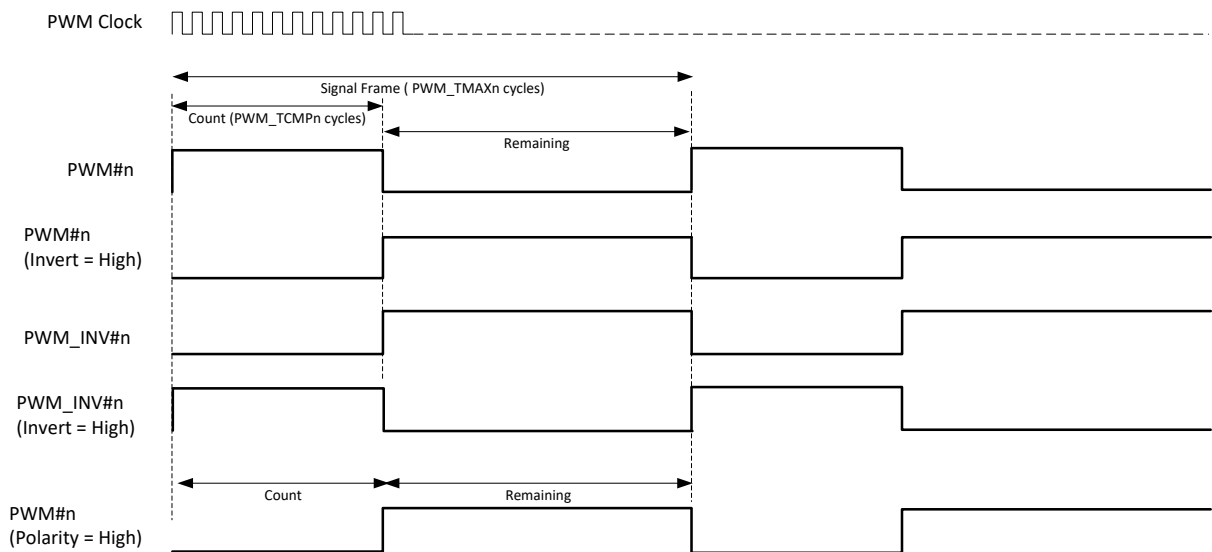 PWM Clock
Signal Frame ( PWM_TMAXn cycles)
Count (PWM_TCMPn cycles)
Remaining
PWM#n
PWM#n
(Invert = High)
PWM_INV#n
PWM_INV#n
(Invert = High)
Count
Remaining
PWM#n
(Polarity = High)